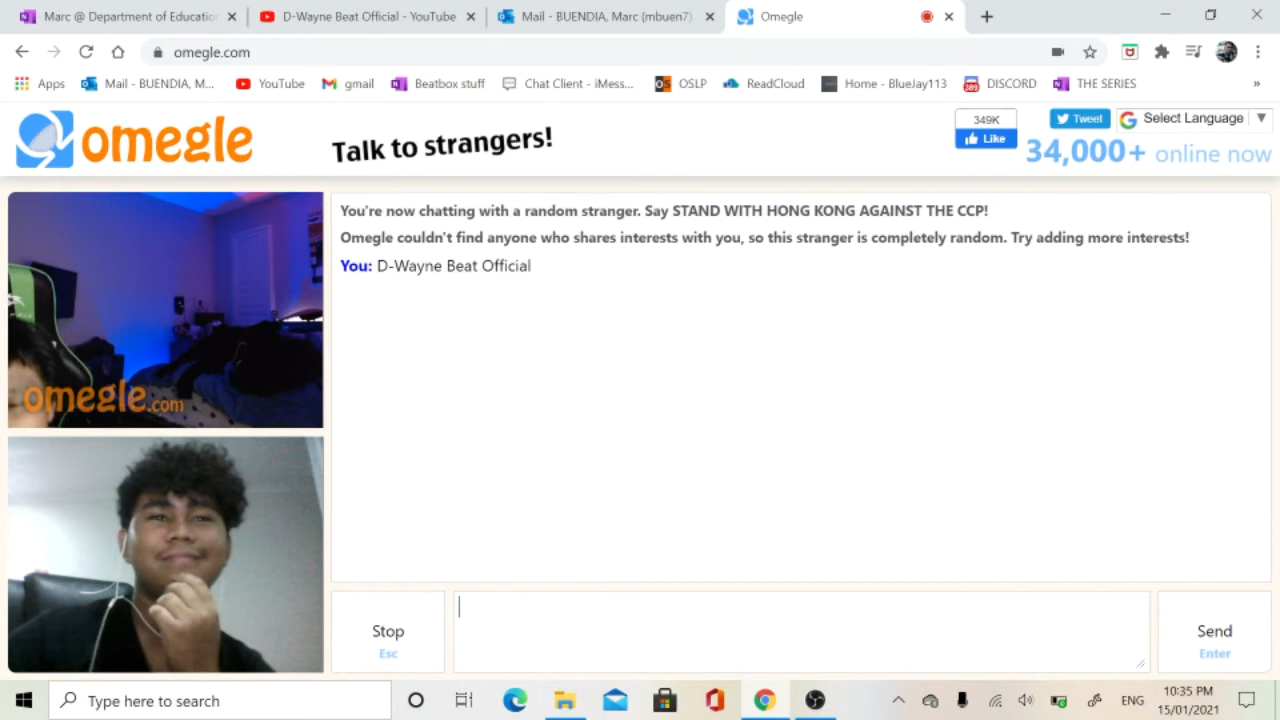 Marc @ Department of Educatio
D-Wayne Beat Official - YouTube
Mail - BUENDIA, Marc (mbuen7)
Omegle
omegle.com
Apps
Mail - BUENDIA, M...
YouTube
gmail
Beatbox stuff
Chat Client - iMess...
OSLP
ReadCloud
Home - BlueJay113
DISCORD
THE SERIES
»
omegle
Talk to strangers!
349K
Like
Tweet
Select Language
34,000+ online now
You're now chatting with a random stranger. Say STAND WITH HONG KONG AGAINST THE CCP!
Omegle couldn't find anyone who shares interests with you, so this stranger is completely random. Try adding more interests!
You: D-Wayne Beat Official
omegle.com
Stop
Esc
Send
Enter
Type here to search
ENG
10:35 PM
15/01/2021